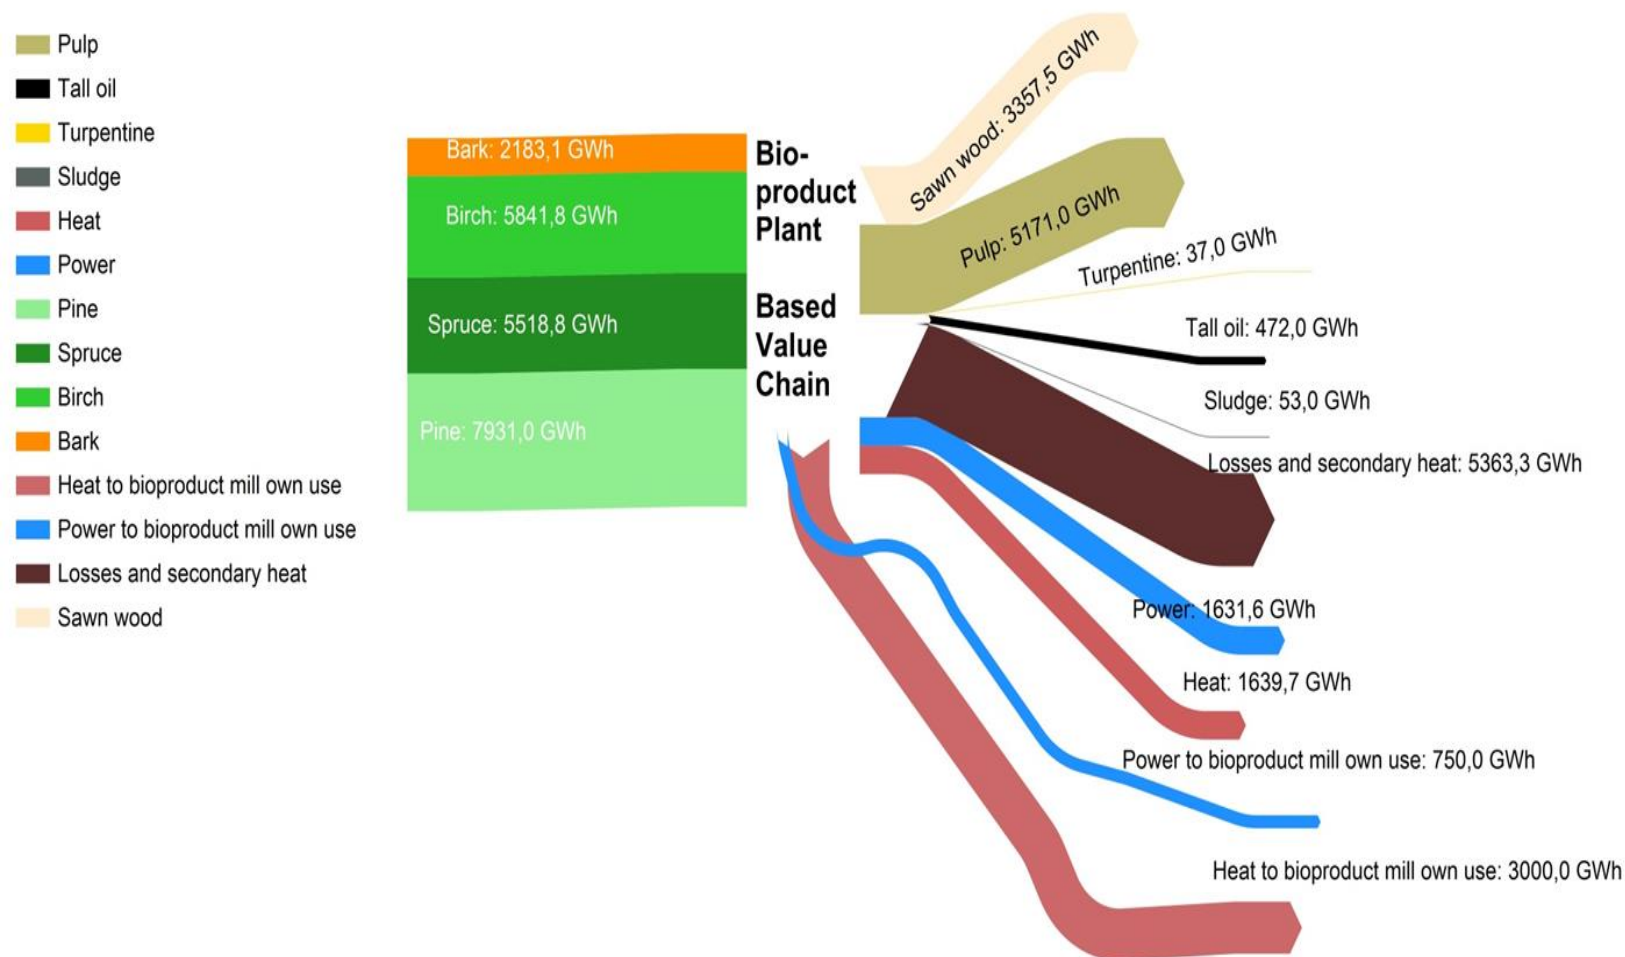 Pulp
Tall oil
Turpentine
Sludge
Heat
Power
Pine
Spruce
Birch
Bark
Heat to bioproduct mill own use
Power to bioproduct mill own use
Losses and secondary heat
Sawn wood
Bark: 2183,1 GWh
Birch: 5841,8 GWh
Spruce: 5518,8 GWh
Pine: 7931,0 GWh
Bio-
product
Plant
Based
Value
Chain
Sawn wood: 3357,5 GWh
Pulp: 5171,0 GWh
Turpentine: 37,0 GWh
Tall oil: 472,0 GWh
Sludge: 53,0 GWh
Losses and secondary heat: 5363,3 GWh
Power: 1631,6 GWh
Heat: 1639,7 GWh
Power to bioproduct mill own use: 750,0 GWh
Heat to bioproduct mill own use: 3000,0 GWh